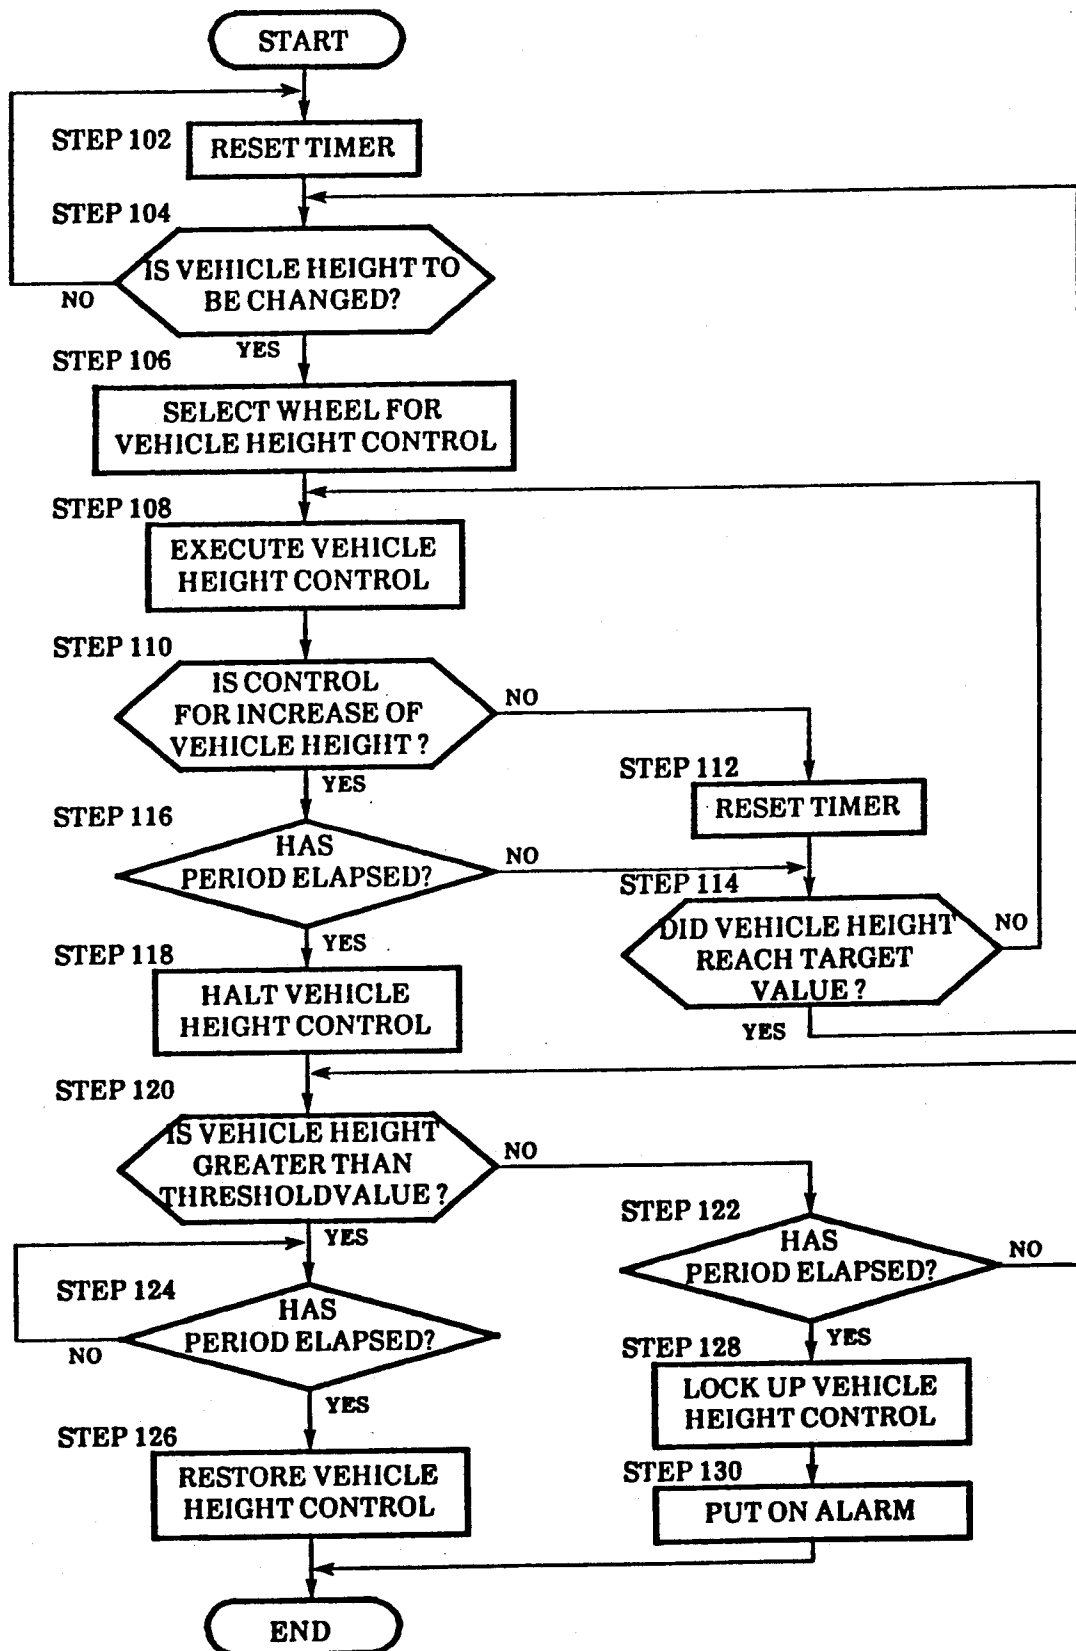 START
STEP 102
RESET TIMER
STEP 104
IS VEHICLE HEIGHT TO
BE CHANGED?
NO
YES
STEP 106
SELECT WHEEL FOR
VEHICLE HEIGHT CONTROL
STEP 108
EXECUTE VEHICLE
HEIGHT CONTROL
STEP 110
IS CONTROL
FOR INCREASE OF
VEHICLE HEIGHT ?
NO
YES
STEP 112
RESET TIMER
STEP 116
HAS
PERIOD ELAPSED?
NO
YES
STEP 114
DID VEHICLE HEIGHT
REACH TARGET
VALUE ?
NO
YES
STEP 118
HALT VEHICLE
HEIGHT CONTROL
STEP 120
IS VEHICLE HEIGHT
GREATER THAN
THRESHOLD VALUE ?
NO
YES
STEP 122
HAS
PERIOD ELAPSED?
NO
YES
STEP 124
HAS
PERIOD ELAPSED?
NO
YES
STEP 128
LOCK UP VEHICLE
HEIGHT CONTROL
STEP 126
RESTORE VEHICLE
HEIGHT CONTROL
STEP 130
PUT ON ALARM
END